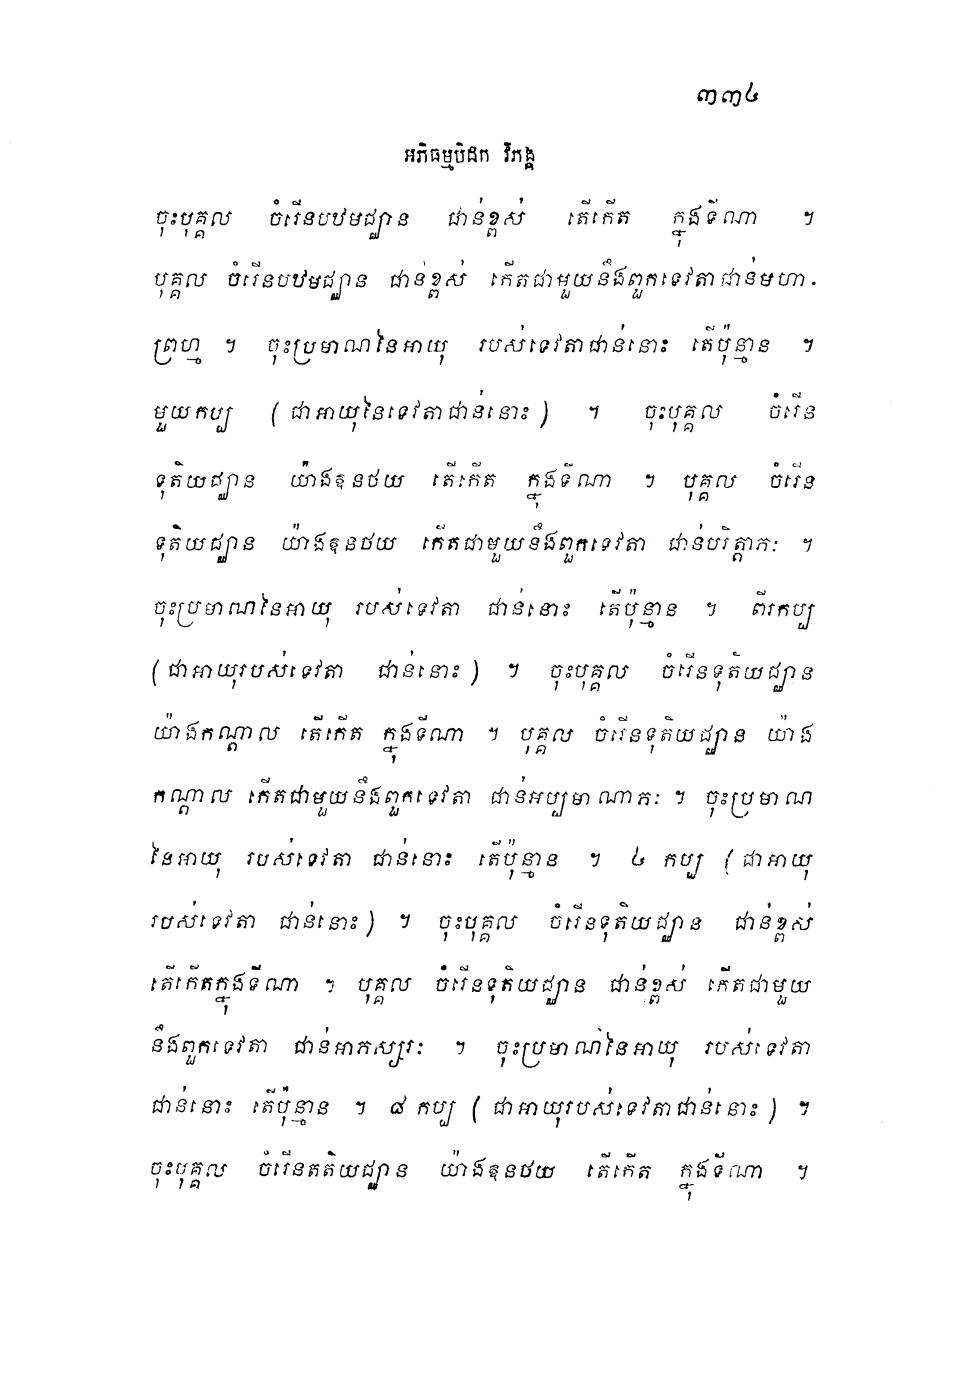 ៣៣៤
អភិធម្មបិដក វិភង្គ
ចុះបុគ្គល ចំរើនបឋមជ្ឈាន ជាន់ខ្ពស់ តើកើត ក្នុងទីណា ។
បុគ្គល ចំរើនបឋមជ្ឈាន ជាន់ខ្ពស់ កើតជាមួយនឹងពួកទេវតាជាន់មហា-
ព្រហ្ម ។ ចុះប្រមាណនៃអាយុ របស់ទេវតាជាន់នោះ តើប៉ុន្មាន ។
មួយកប្ប (ជាអាយុនៃទេវតាជាន់នោះ) ។ ចុះបុគ្គល ចំរើន
ទុតិយជ្ឈាន យ៉ាងឧនថយ តើកើត ក្នុងទីណា ។ បុគ្គល ចំរើន
ទុតិយជ្ឈាន យ៉ាងឧនថយ កើតជាមួយនឹងពួកទេវតា ជាន់បរិត្តាភៈ ។
ចុះប្រមាណនៃអាយុ របស់ទេវតា ជាន់នោះ តើប៉ុន្មាន ។ ពីរកប្ប
(ជាអាយុរបស់ទេវតា ជាន់នោះ) ។ ចុះបុគ្គល ចំរើនទុតិយជ្ឈាន
យ៉ាងកណ្តាល តើកើត ក្នុងទីណា ។ បុគ្គល ចំរើនទុតិយជ្ឈាន យ៉ាង
កណ្តាល កើតជាមួយនឹងពួកទេវតា ជាន់អប្បមាណាភៈ ។ ចុះប្រមាណ
នៃអាយុ របស់ទេវតា ជាន់នោះ តើប៉ុន្មាន ។ ៤ កប្ប (ជាអាយុ
របស់ទេវតា ជាន់នោះ) ។ ចុះបុគ្គល ចំរើនទុតិយជ្ឈាន ជាន់ខ្ពស់
តើកើតក្នុងទីណា ។ បុគ្គល ចំរើនទុតិយជ្ឈាន ជាន់ខ្ពស់ កើតជាមួយ
នឹងពួកទេវតា ជាន់អាភស្សរៈ ។ ចុះប្រមាណនៃអាយុ របស់ទេវតា
ជាន់នោះ តើប៉ុន្មាន ។ ៨ កប្ប (ជាអាយុរបស់ទេវតាជាន់នោះ) ។
ចុះបុគ្គល ចំរើនតតិយជ្ឈាន យ៉ាងឧនថយ តើកើត ក្នុងទីណា ។